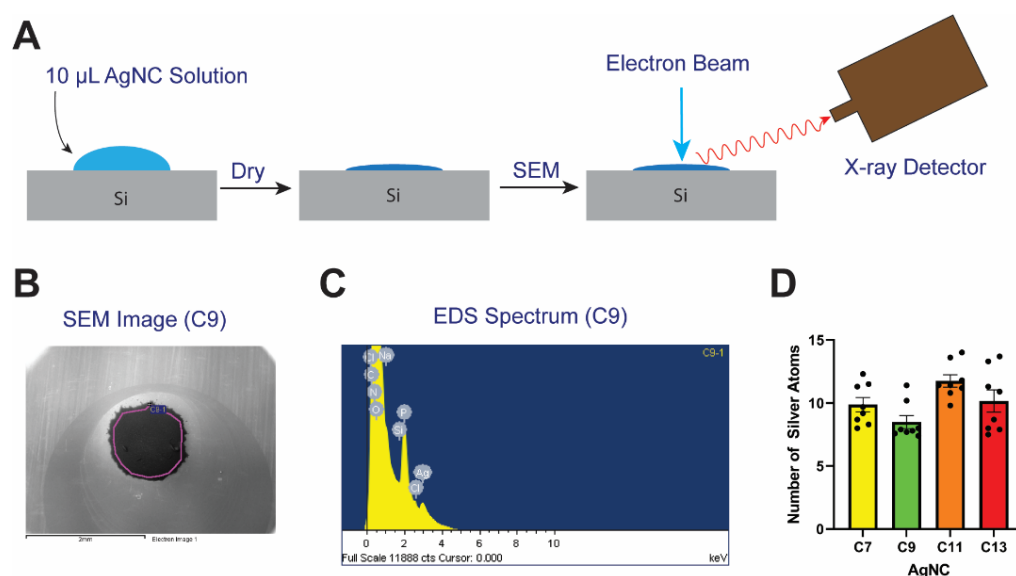 A
10 µL AgNC Solution
Si
Dry
Si
SEM
Electron Beam
Si
X-ray Detector
B
SEM Image (C9)
C9-1
2mm
Electron Image 1
C
EDS Spectrum (C9)
C9-1
Cl
Na
C
N
O
P
Si
Ag
Cl
0 2 4 6 8 10
Full Scale 11888 cts Cursor: 0.000
keV
D
Number of Silver Atoms
15
10
5
0
C7 C9 C11 C13
AgNC